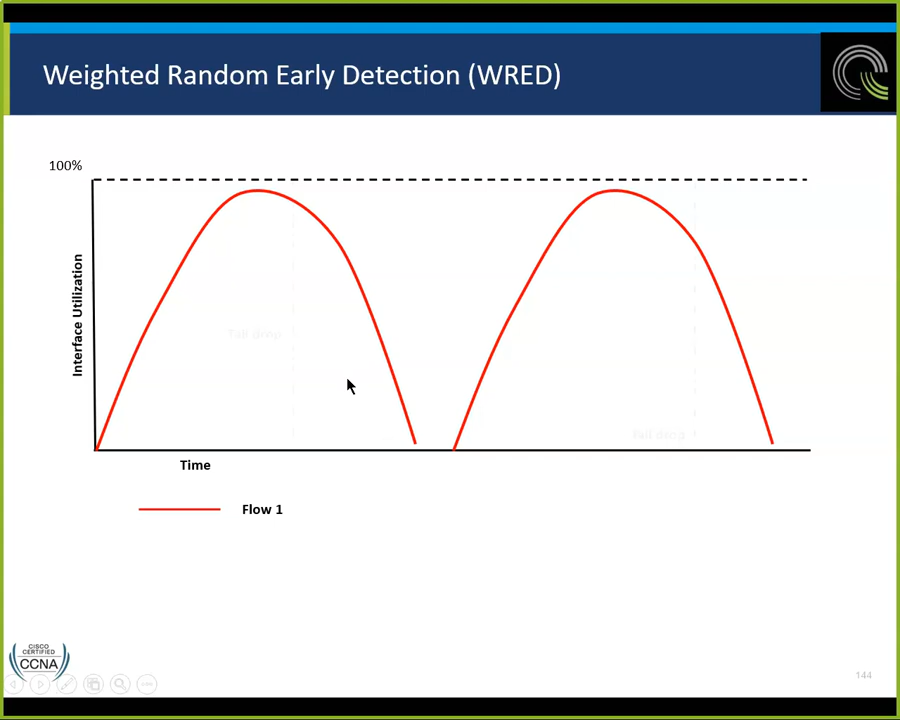 Weighted Random Early Detection (WRED)
100%
Interface Utilization
Tail drop
Tail drop
Time
Flow 1
CISCO
CERTIFIED
CCNA
144